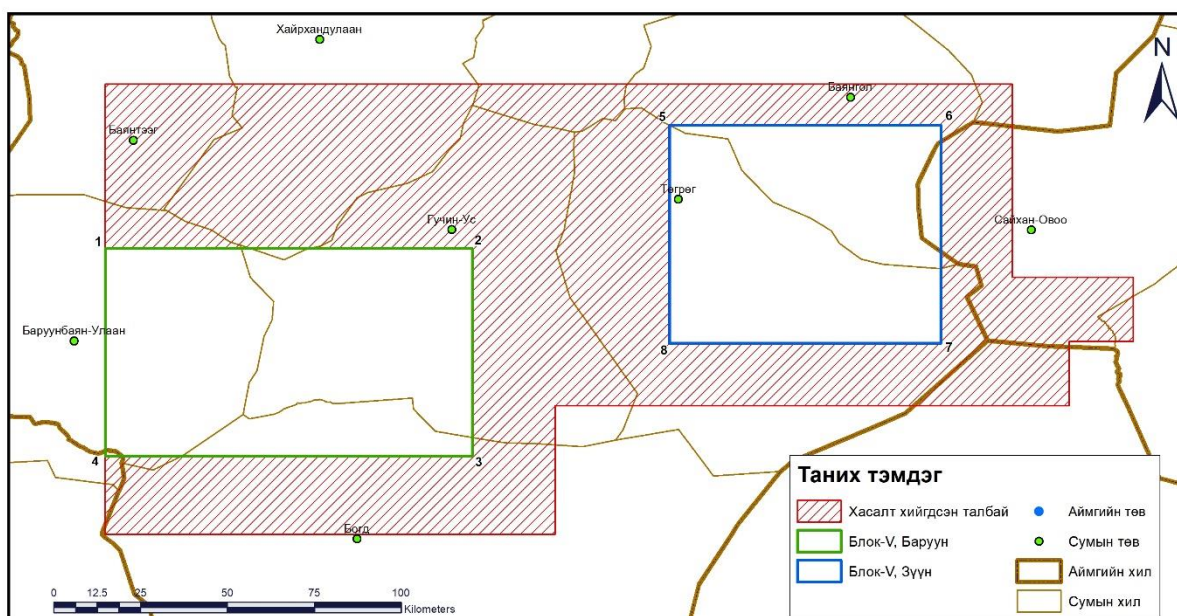 Хайрхандулаан
N
Баянгол
5
6
Баянтээг
Төгрөг
Гучин-Ус
Сайхан-Овоо
1
2
Баруунбаян-Улаан
8
7
4
3
Богд
Таних тэмдэг
Хасалт хийгдсэн талбай
Аймгийн төв
Блок-V, Баруун
Сумын төв
Блок-V, Зүүн
Аймгийн хил
Сумын хил
0 12.5 25 50 75 100
Kilometers